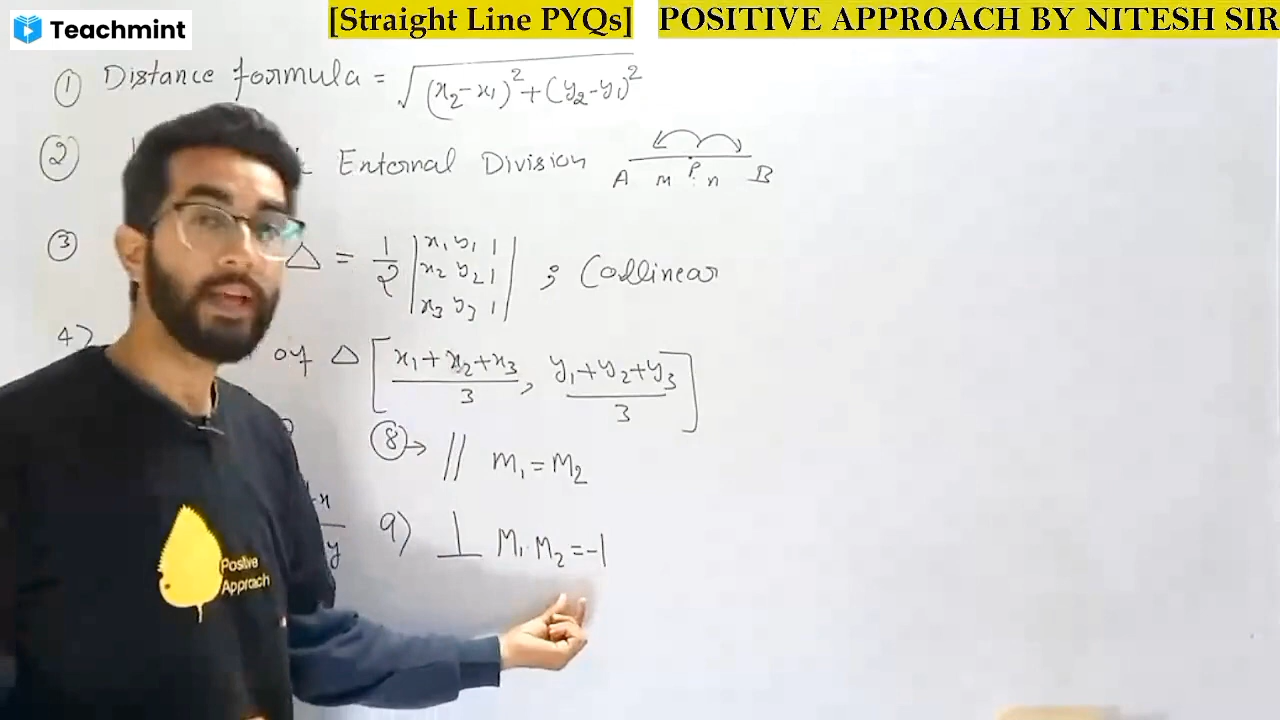 Teachmint
[Straight Line PYQs] POSITIVE APPROACH BY NITESH SIR
① Distance formula = √(x₂-x₁)²+(y₂-y₁)²
② External Division A m P n B
③ Δ = 1/2 |x₁ y₁ 1| ; Collinear
|x₂ y₂ 1|
|x₃ y₃ 1|
4) of Δ [x₁+x₂+x₃/3, y₁+y₂+y₃/3]
⑧→ // m₁=m₂
9) ⊥ m₁·m₂=-1
Positive
Approach